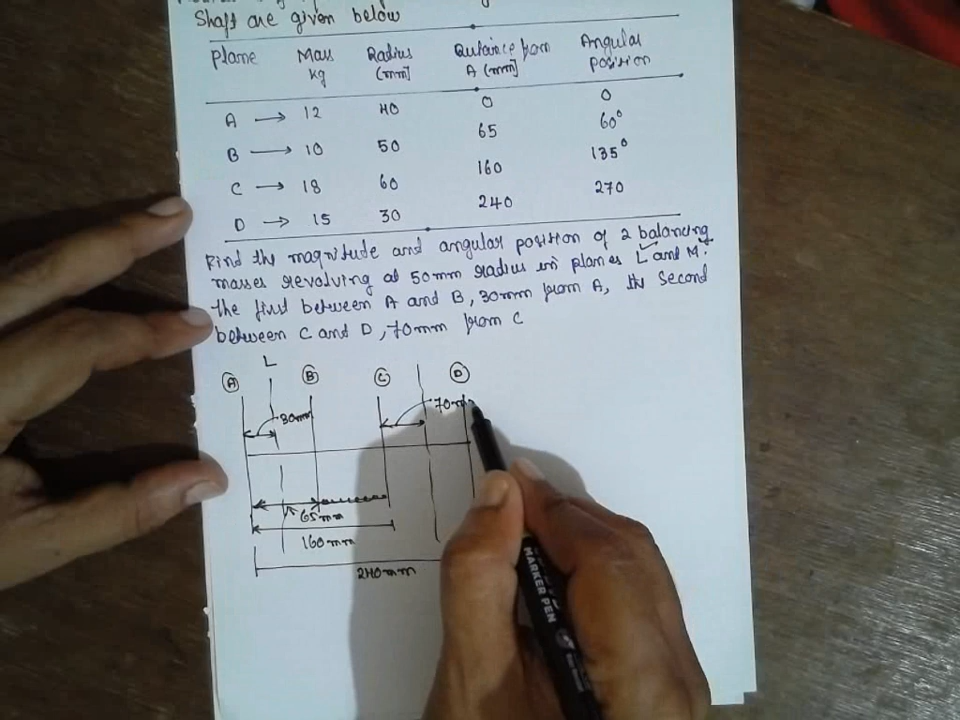 Shaft are given below
Plane Mass kg Radius (mm) Distance from A (mm) Angular position
A → 12 40 0 0
B → 10 50 65 60°
C → 18 60 160 135°
D → 15 30 240 270
Find the magnitude and angular position of 2 balancing
masses revolving at 50mm radius in planes L and M.
the first between A and B, 30mm from A, the second
between C and D, 70mm from C
L
A B C D
30mm 70m
65mm
160mm
240mm
MARKER PEN